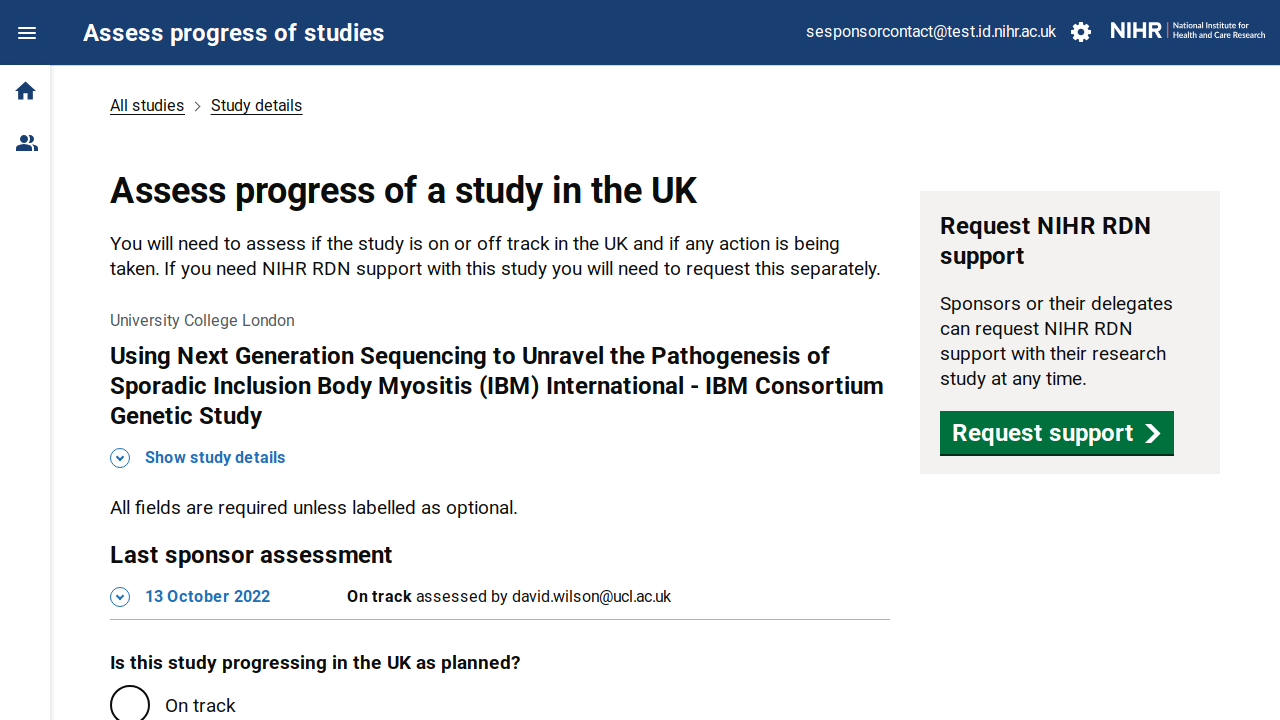 Assess progress of studies
sesponsorcontact@test.id.nihr.ac.uk
NIHR
National Institute for
Health and Care Research
All studies
Study details
Assess progress of a study in the UK
You will need to assess if the study is on or off track in the UK and if any action is being
taken. If you need NIHR RDN support with this study you will need to request this separately.
University College London
Using Next Generation Sequencing to Unravel the Pathogenesis of
Sporadic Inclusion Body Myositis (IBM) International - IBM Consortium
Genetic Study
Show study details
All fields are required unless labelled as optional.
Last sponsor assessment
13 October 2022
On track assessed by david.wilson@ucl.ac.uk
Is this study progressing in the UK as planned?
On track
Request NIHR RDN
support
Sponsors or their delegates
can request NIHR RDN
support with their research
study at any time.
Request support